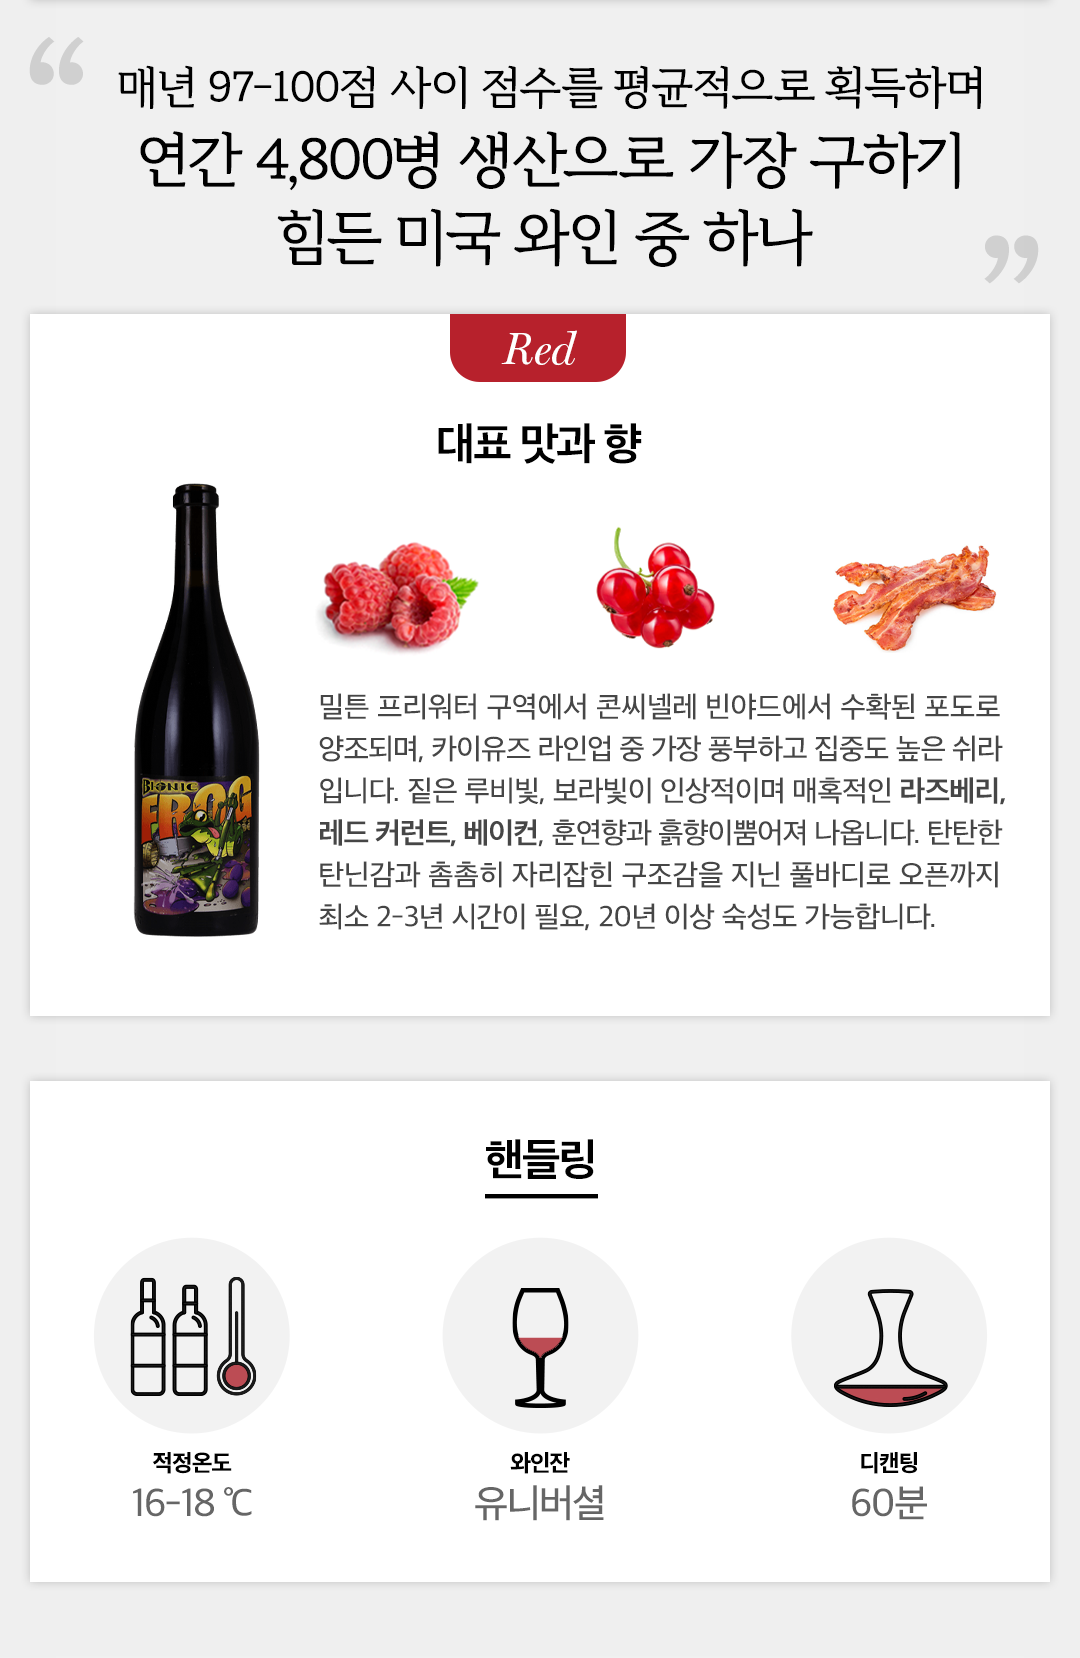 “
매년 97-100점 사이 점수를 평균적으로 획득하며
연간 4,800병 생산으로 가장 구하기
힘든 미국 와인 중 하나
”
Red
대표 맛과 향
BIONIC
FROG
밀튼 프리워터 구역에서 콘씨넬레 빈야드에서 수확된 포도로
양조되며, 카이유즈 라인업 중 가장 풍부하고 집중도 높은 쉬라
입니다. 짙은 루비빛, 보라빛이 인상적이며 매혹적인 라즈베리,
레드 커런트, 베이컨, 훈연향과 흙향이뿜어져 나옵니다. 탄탄한
탄닌감과 촘촘히 자리잡힌 구조감을 지닌 풀바디로 오픈까지
최소 2-3년 시간이 필요, 20년 이상 숙성도 가능합니다.
핸들링
적정온도
16-18 ℃
와인잔
유니버셜
디캔팅
60분